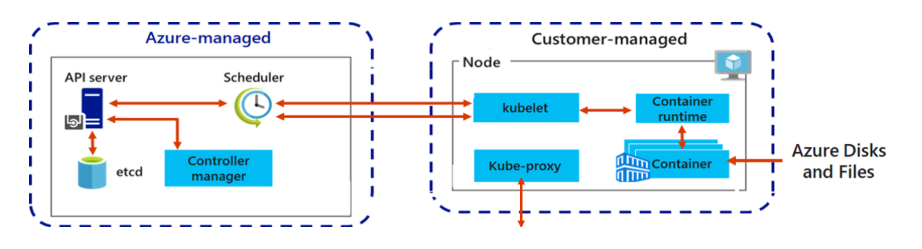 Azure-managed
Customer-managed
Node
API server
Scheduler
kubelet
Container
runtime
etcd
Controller
manager
Kube-proxy
Container
Azure Disks
and Files